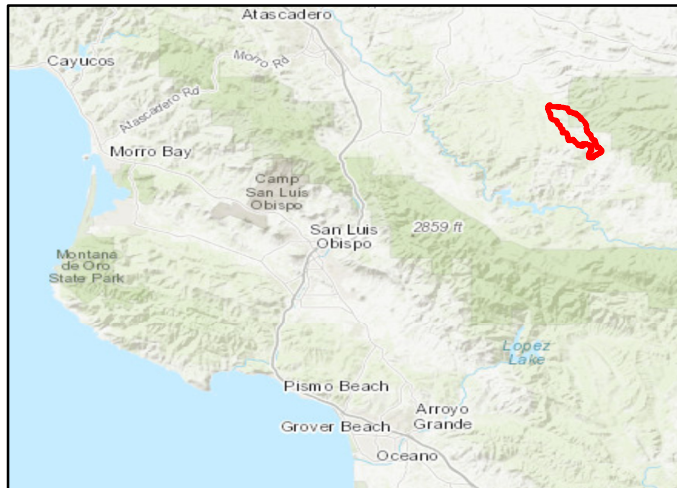 Atascadero
Cayucos
Morro Rd
Atascadero Rd
Morro Bay
Camp
San Luis
Obispo
San Luis
Obispo
2859 ft
Montana
de Oro
State Park
Lopez
Lake
Pismo Beach
Arroyo
Grande
Grover Beach
Oceano